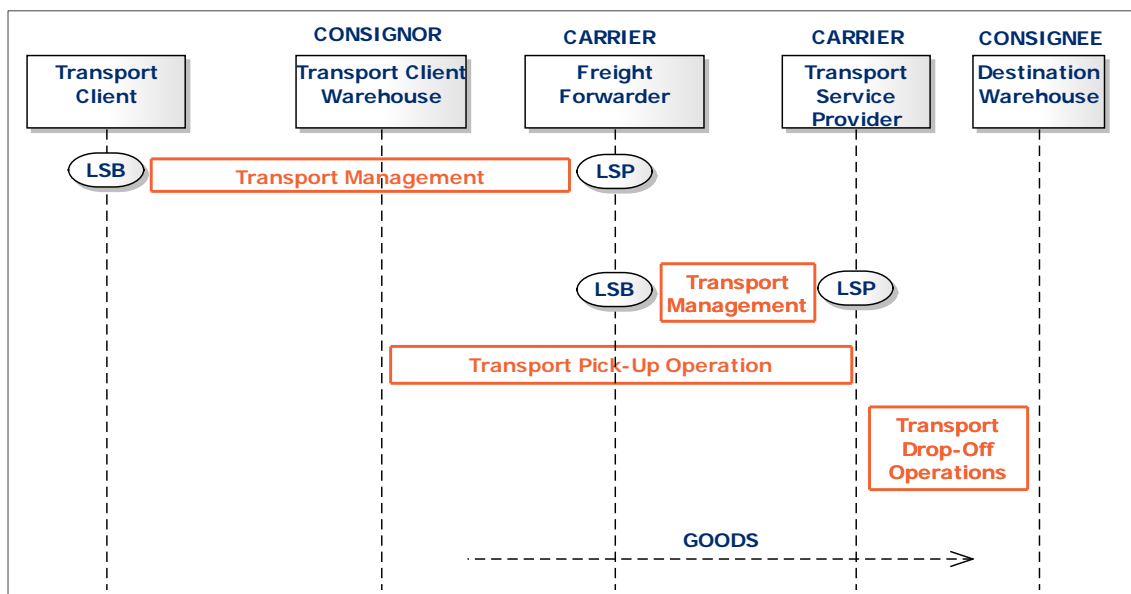 CONSIGNOR
CARRIER
CARRIER
CONSIGNEE
Transport
Client
Transport Client
Warehouse
Freight
Forwarder
Transport
Service
Provider
Destination
Warehouse
LSB
Transport Management
LSP
LSB
Transport
Management
LSP
Transport Pick-Up Operation
Transport
Drop-Off
Operations
GOODS